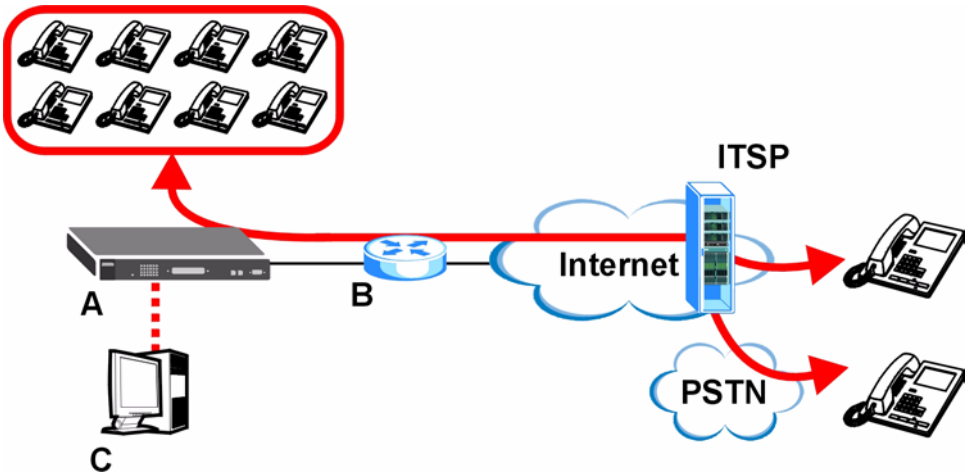 ITSP
Internet
A
B
PSTN
C